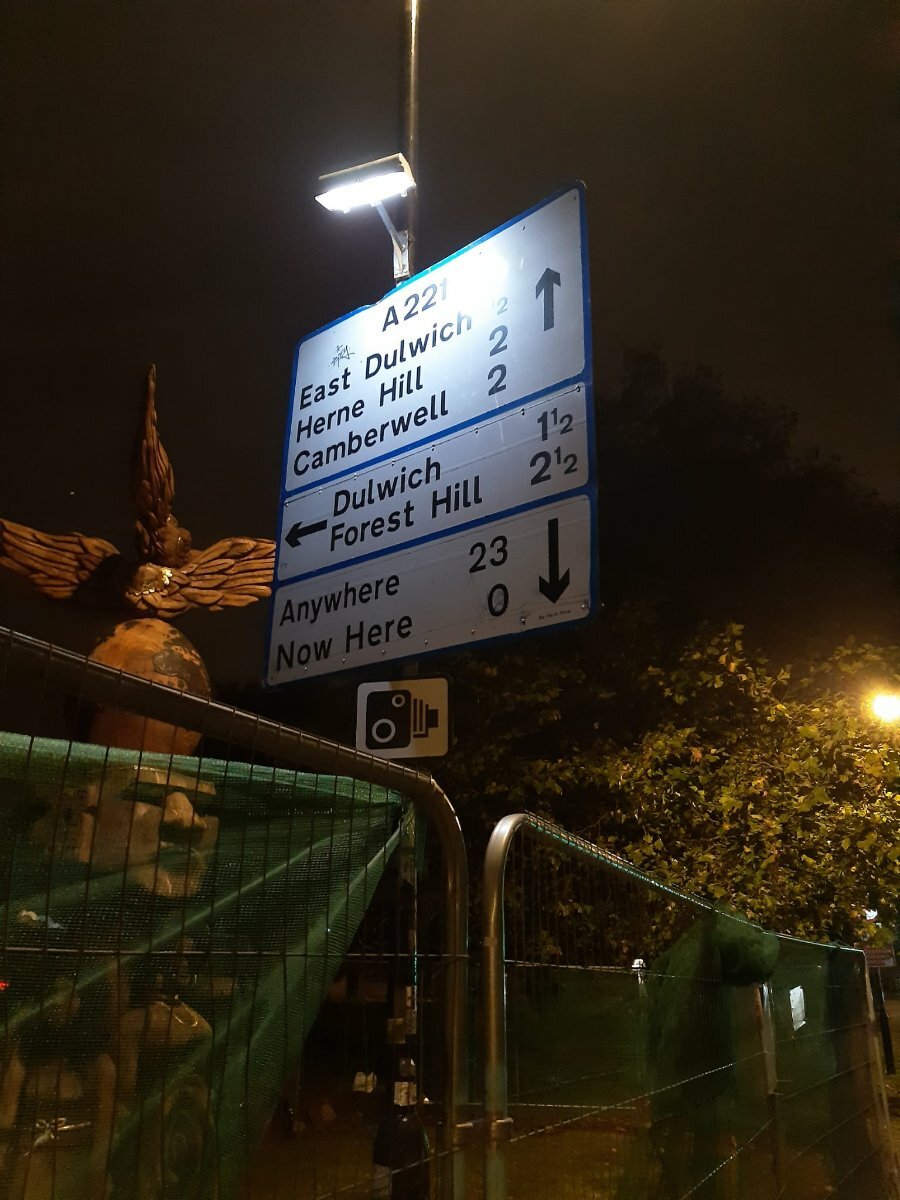 A221
East Dulwich ½
Herne Hill 2
Camberwell 2
Dulwich 1½
Forest Hill 2½
Anywhere 23
Now Here 0